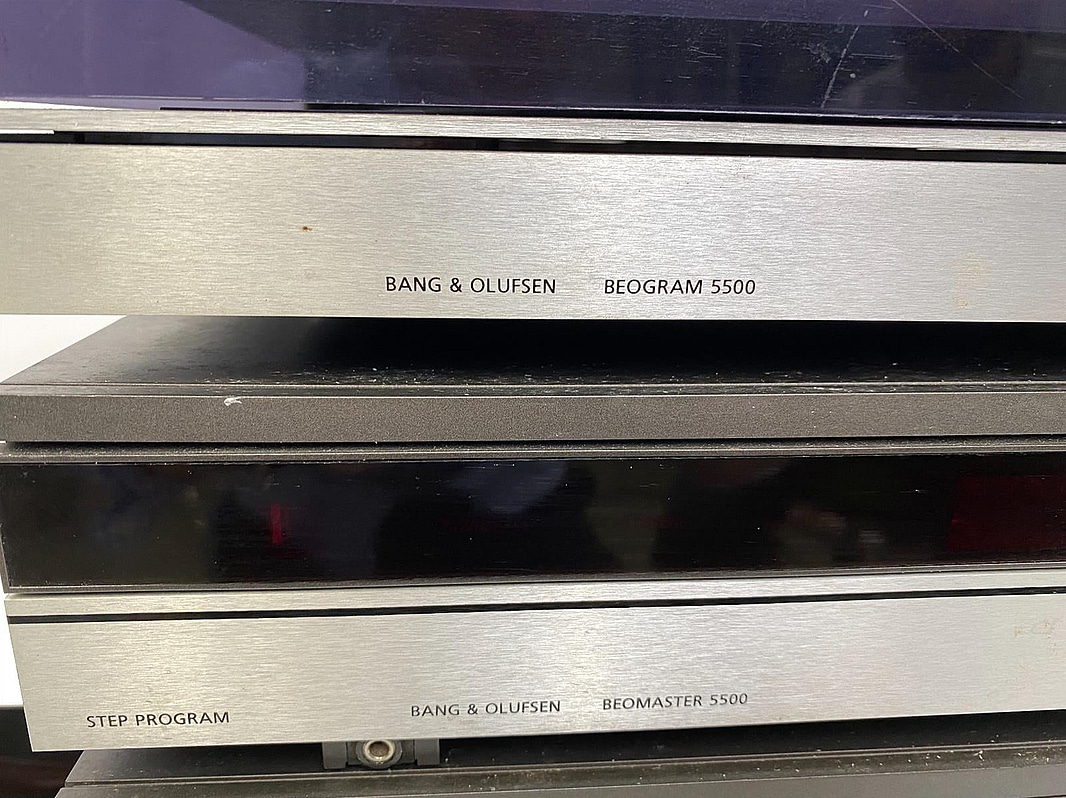 BANG & OLUFSEN BEOGRAM 5500
STEP PROGRAM BANG & OLUFSEN BEOMASTER 5500